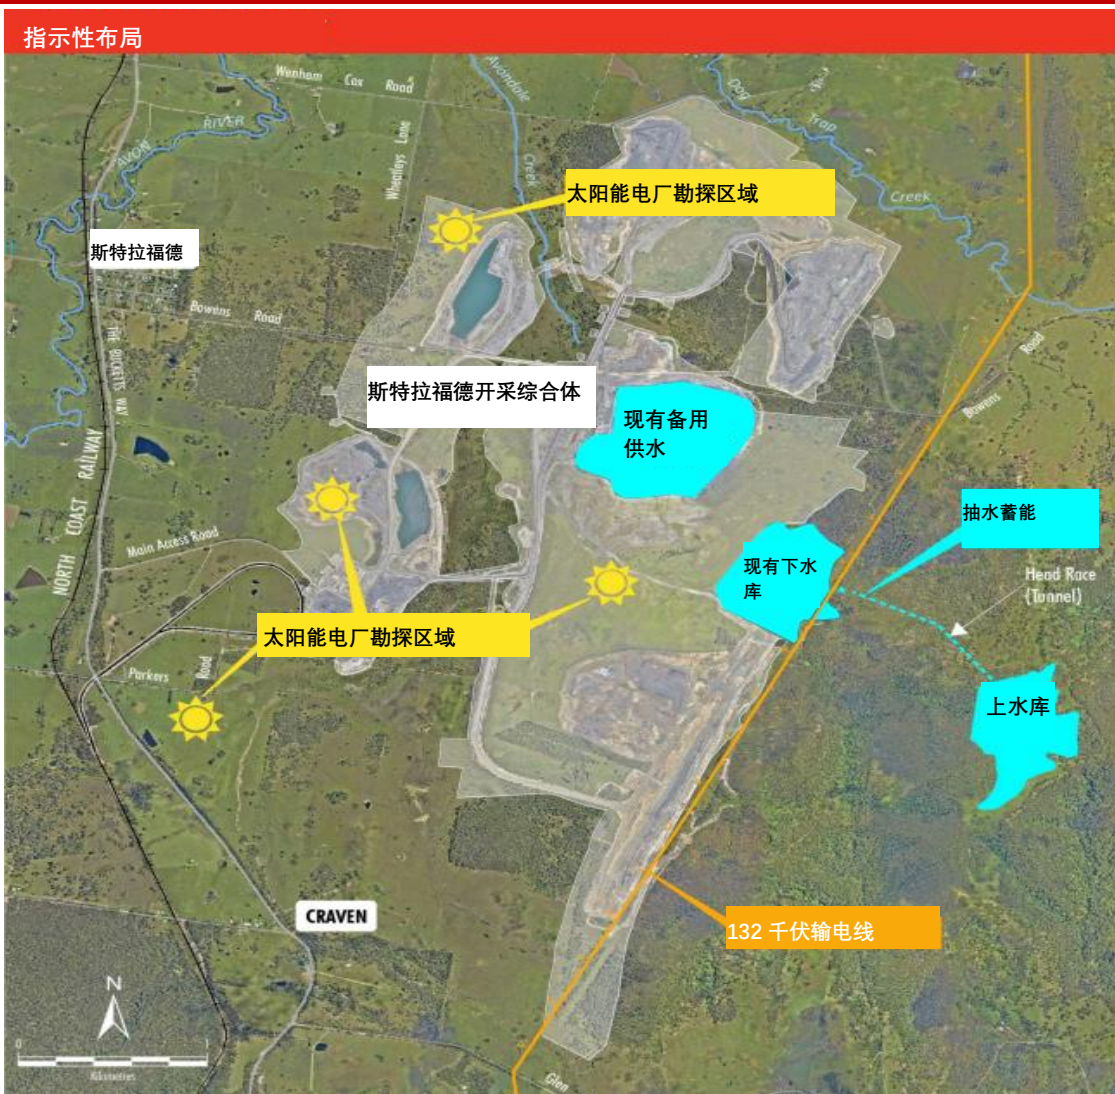 指示性布局
Wenham Cox Road
Avondale
Creek
Dog
Trap
Creek
RIVER
AVON
Wheatleys Lane
太阳能电厂勘探区域
斯特拉福德
Bowens Road
THE BUCKETTS WAY
Road
Bowens
斯特拉福德开采综合体
现有备用
供水
NORTH COAST RAILWAY
抽水蓄能
Main Access Road
现有下水
库
Head Race
(Tunnel)
太阳能电厂勘探区域
Parkers
Road
上水库
CRAVEN
132 千伏输电线
N
0
1
Kilometres
Glen